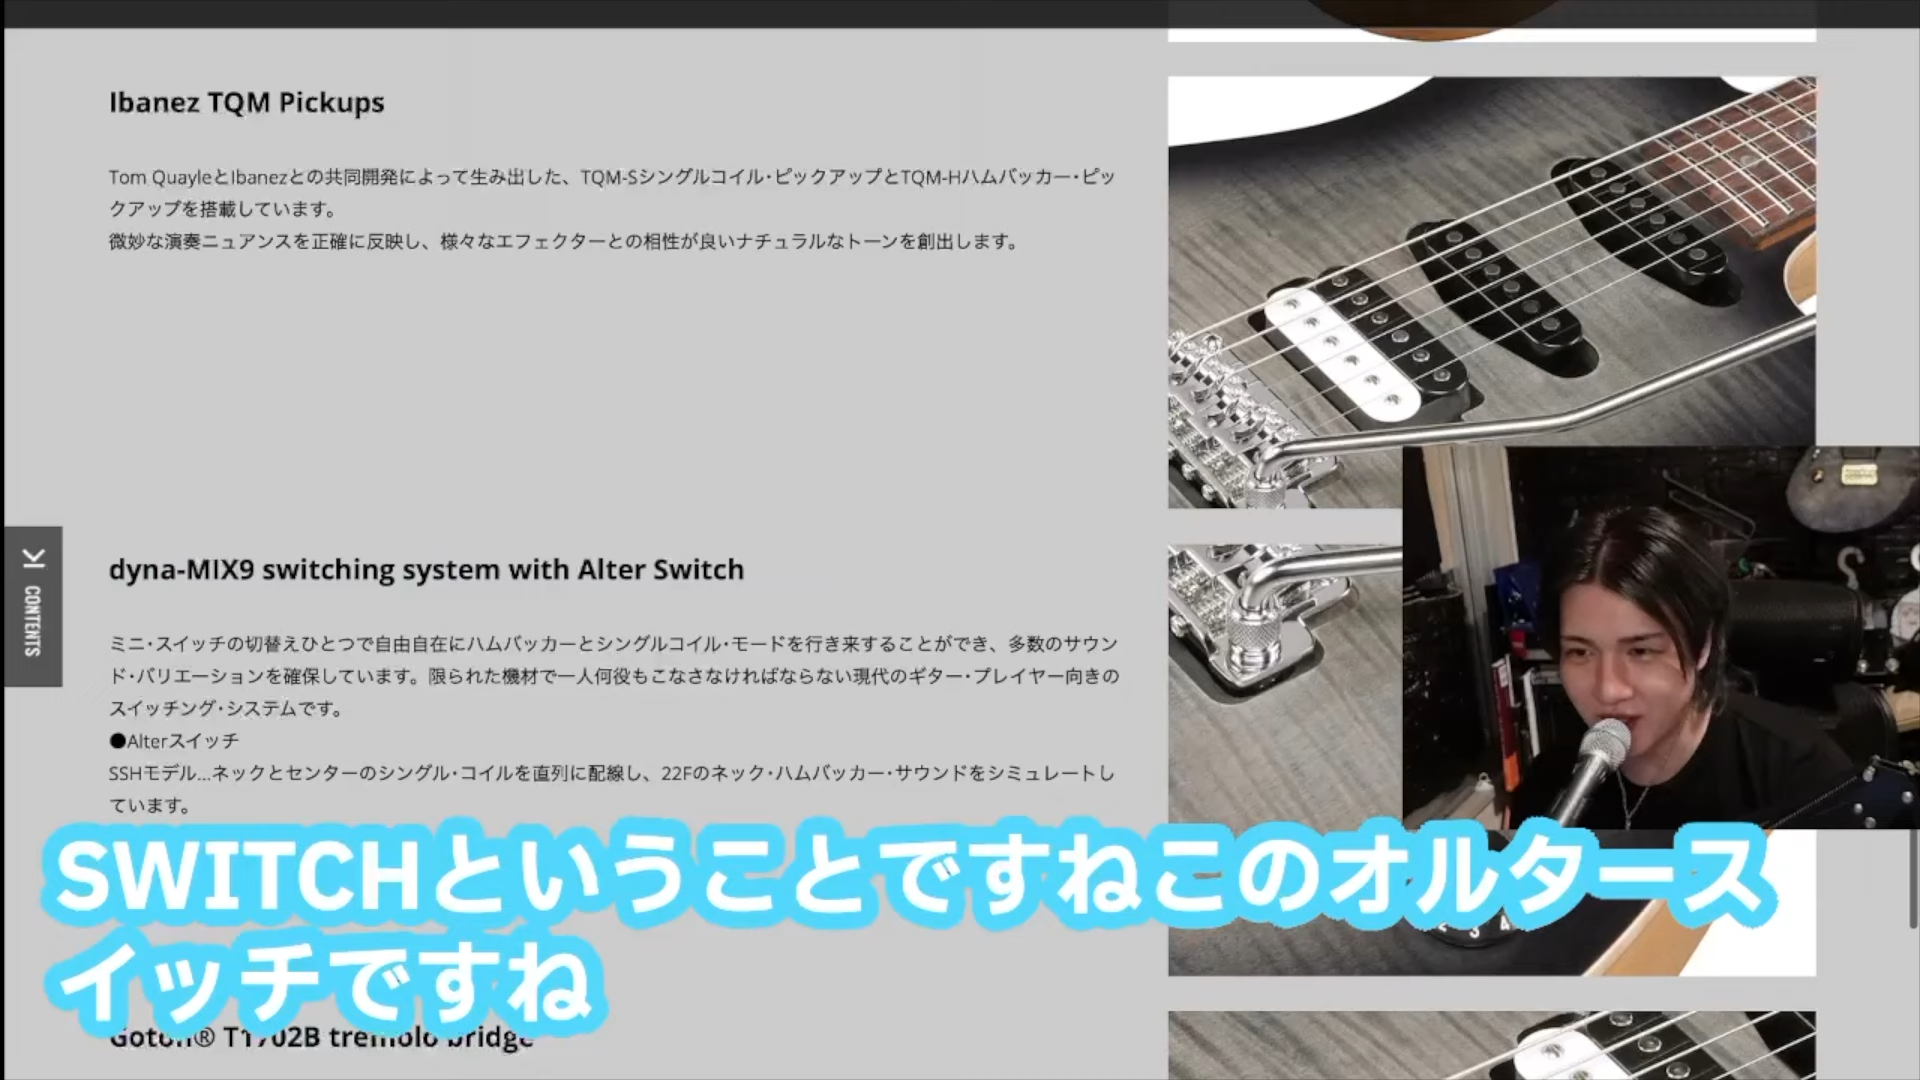 Ibanez TQM Pickups
Tom QuayleとIbanezとの共同開発によって生み出した、TQM-Sシングルコイル･ピックアップとTQM-Hハムバッカー･ピッ
クアップを搭載しています。
微妙な演奏ニュアンスを正確に反映し、様々なエフェクターとの相性が良いナチュラルなトーンを創出します。
CONTENTS
dyna-MIX9 switching system with Alter Switch
ミニ･スイッチの切替えひとつで自由自在にハムバッカーとシングルコイル･モードを行き来することができ、多数のサウン
ド･バリエーションを確保しています。限られた機材で一人何役もこなさなければならない現代のギター･プレイヤー向きの
スイッチング･システムです。
●Alterスイッチ
SSHモデル...ネックとセンターのシングル･コイルを直列に配線し、22Fのネック･ハムバッカー･サウンドをシミュレートし
ています。
SWITCHということですねこのオルタース
イッチですね
2 3 4
Gotoh® T1702B tremolo bridge